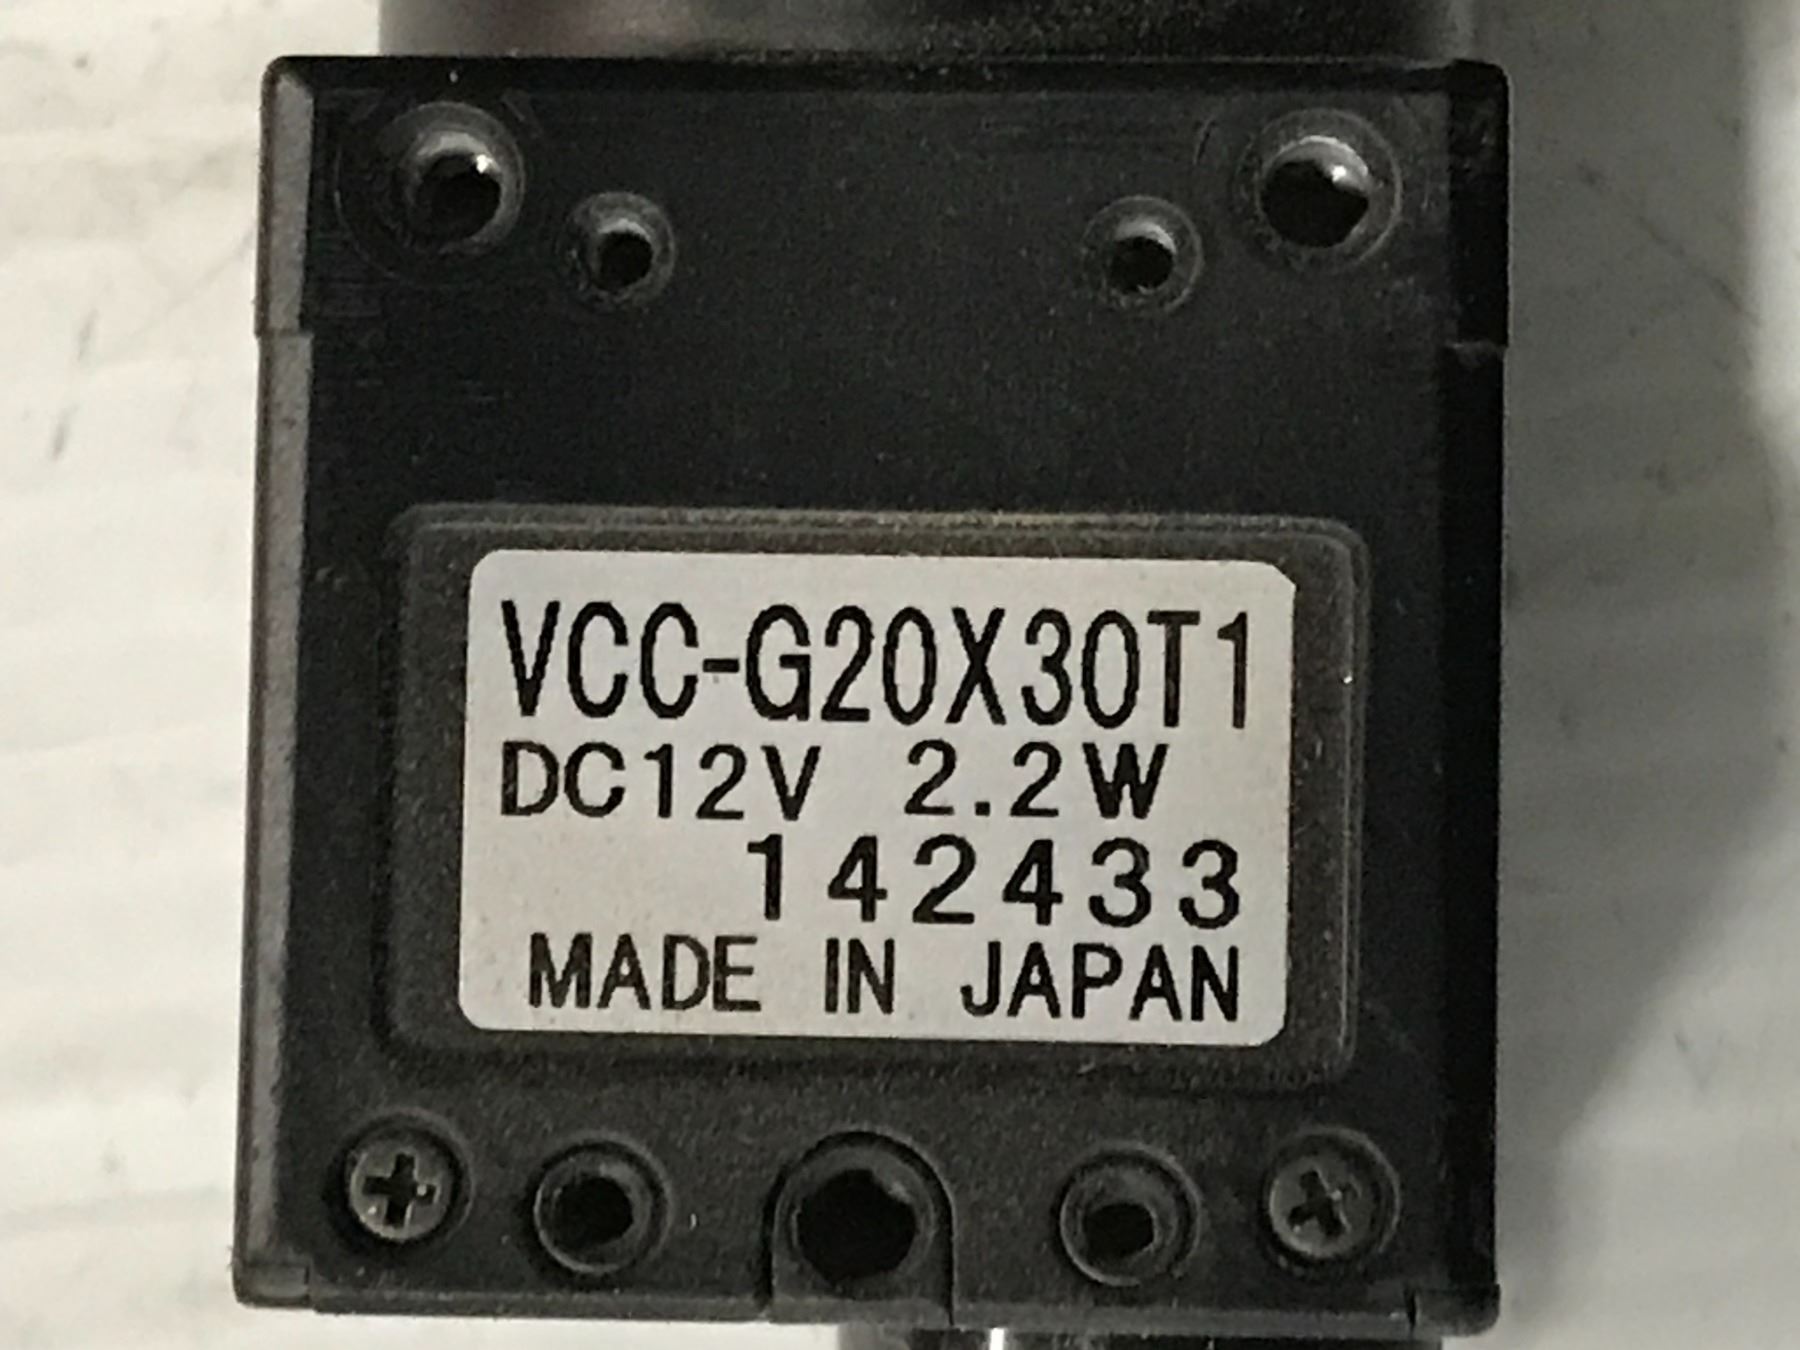 VCC-G20X30T1
DC12V 2.2W
142433
MADE IN JAPAN